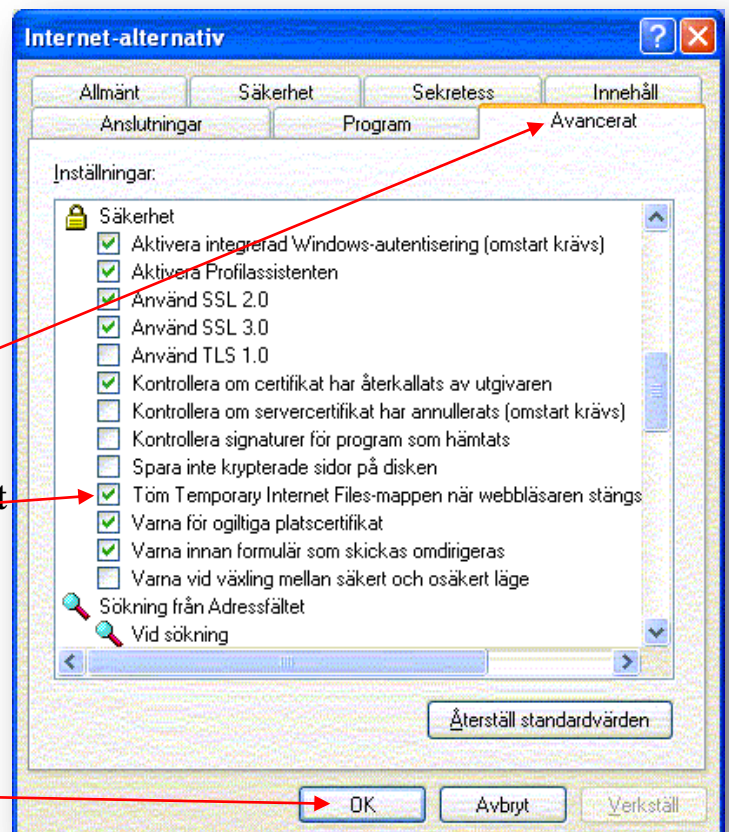 Internet-alternativ
Allmänt Säkerhet Sekretess Innehåll
Anslutningar Program Avancerat
Inställningar:
Säkerhet
Aktivera integrerad Windows-autentisering (omstart krävs)
Aktivera Profilassistenten
Använd SSL 2.0
Använd SSL 3.0
Använd TLS 1.0
Kontrollera om certifikat har återkallats av utgivaren
Kontrollera om servercertifikat har annullerats (omstart krävs)
Kontrollera signaturer för program som hämtats
Spara inte krypterade sidor på disken
t Töm Temporary Internet Files-mappen när webbläsaren stängs
Varna för ogiltiga platscertifikat
Varna innan formulär som skickas omdirigeras
Varna vid växling mellan säkert och osäkert läge
Sökning från Adressfältet
Vid sökning
Återställ standardvärden
OK Avbryt Verkställ